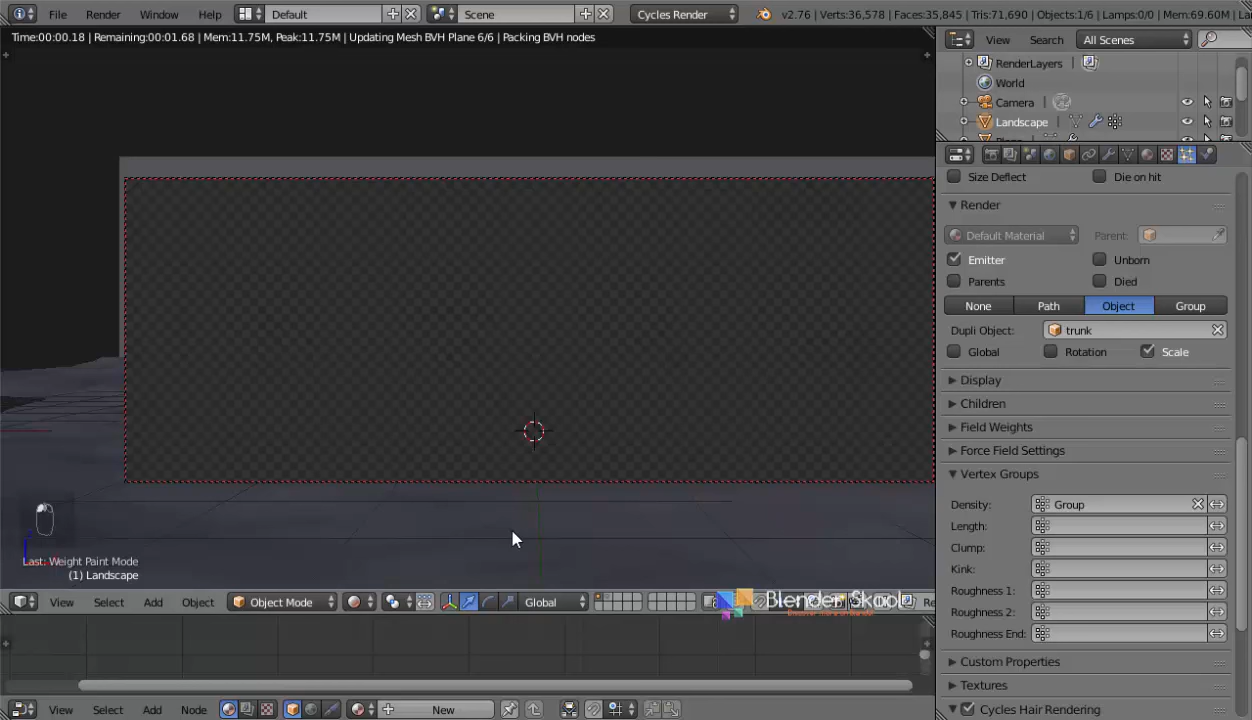 File Render Window Help Default Scene Cycles Render v2.76 | Verts:36,578 | Faces:35,845 | Tris:71,690 | Objects:1/6 | Lamps:0/0 | Mem:69.60M
Time:00:00.18 | Remaining:00:01.68 | Mem:11.75M, Peak:11.75M | Updating Mesh BVH Plane 6/6 | Packing BVH nodes
View Search All Scenes
RenderLayers
World
Camera
Landscape
Size Deflect Die on hit
Render
Default Material Parent:
Emitter Unborn
Parents Died
None Path Object Group
Dupli Object: trunk
Global Rotation Scale
Display
Children
Field Weights
Force Field Settings
Vertex Groups
Density: Group
Length:
Clump:
Kink:
Roughness 1:
Roughness 2:
Roughness End:
Custom Properties
Textures
Cycles Hair Rendering
Last: Weight Paint Mode
(1) Landscape
View Select Add Object Object Mode Global
Blender Skool
View Select Add Node New